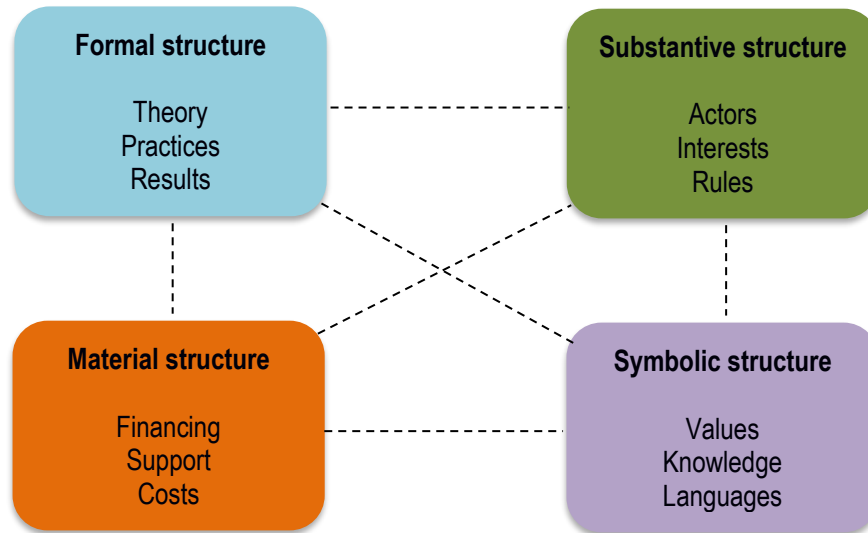 Formal structure
Theory
Practices
Results
Substantive structure
Actors
Interests
Rules
Material structure
Financing
Support
Costs
Symbolic structure
Values
Knowledge
Languages